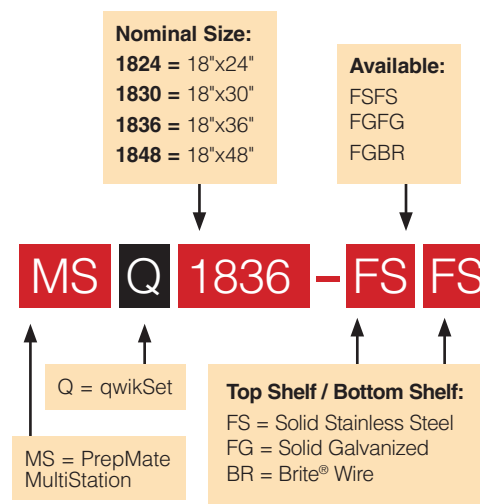 Nominal Size:
1824 = 18"x24"
1830 = 18"x30"
1836 = 18"x36"
1848 = 18"x48"
Available:
FSFS
FGFG
FGBR
MS Q 1836 – FS FS
Q = qwikSet
MS = PrepMate
MultiStation
Top Shelf / Bottom Shelf:
FS = Solid Stainless Steel
FG = Solid Galvanized
BR = Brite® Wire